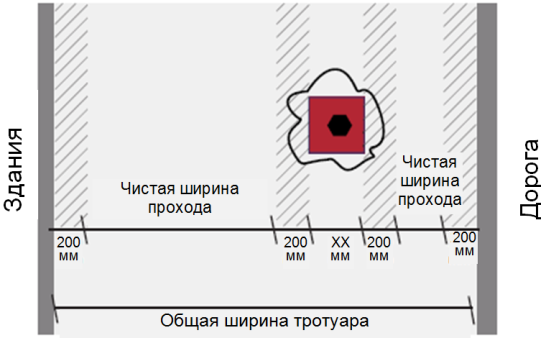 Здания
Чистая ширина
прохода
Чистая
ширина
прохода
Дорога
200
мм
200
мм
XX
мм
200
мм
200
мм
Общая ширина тротуара